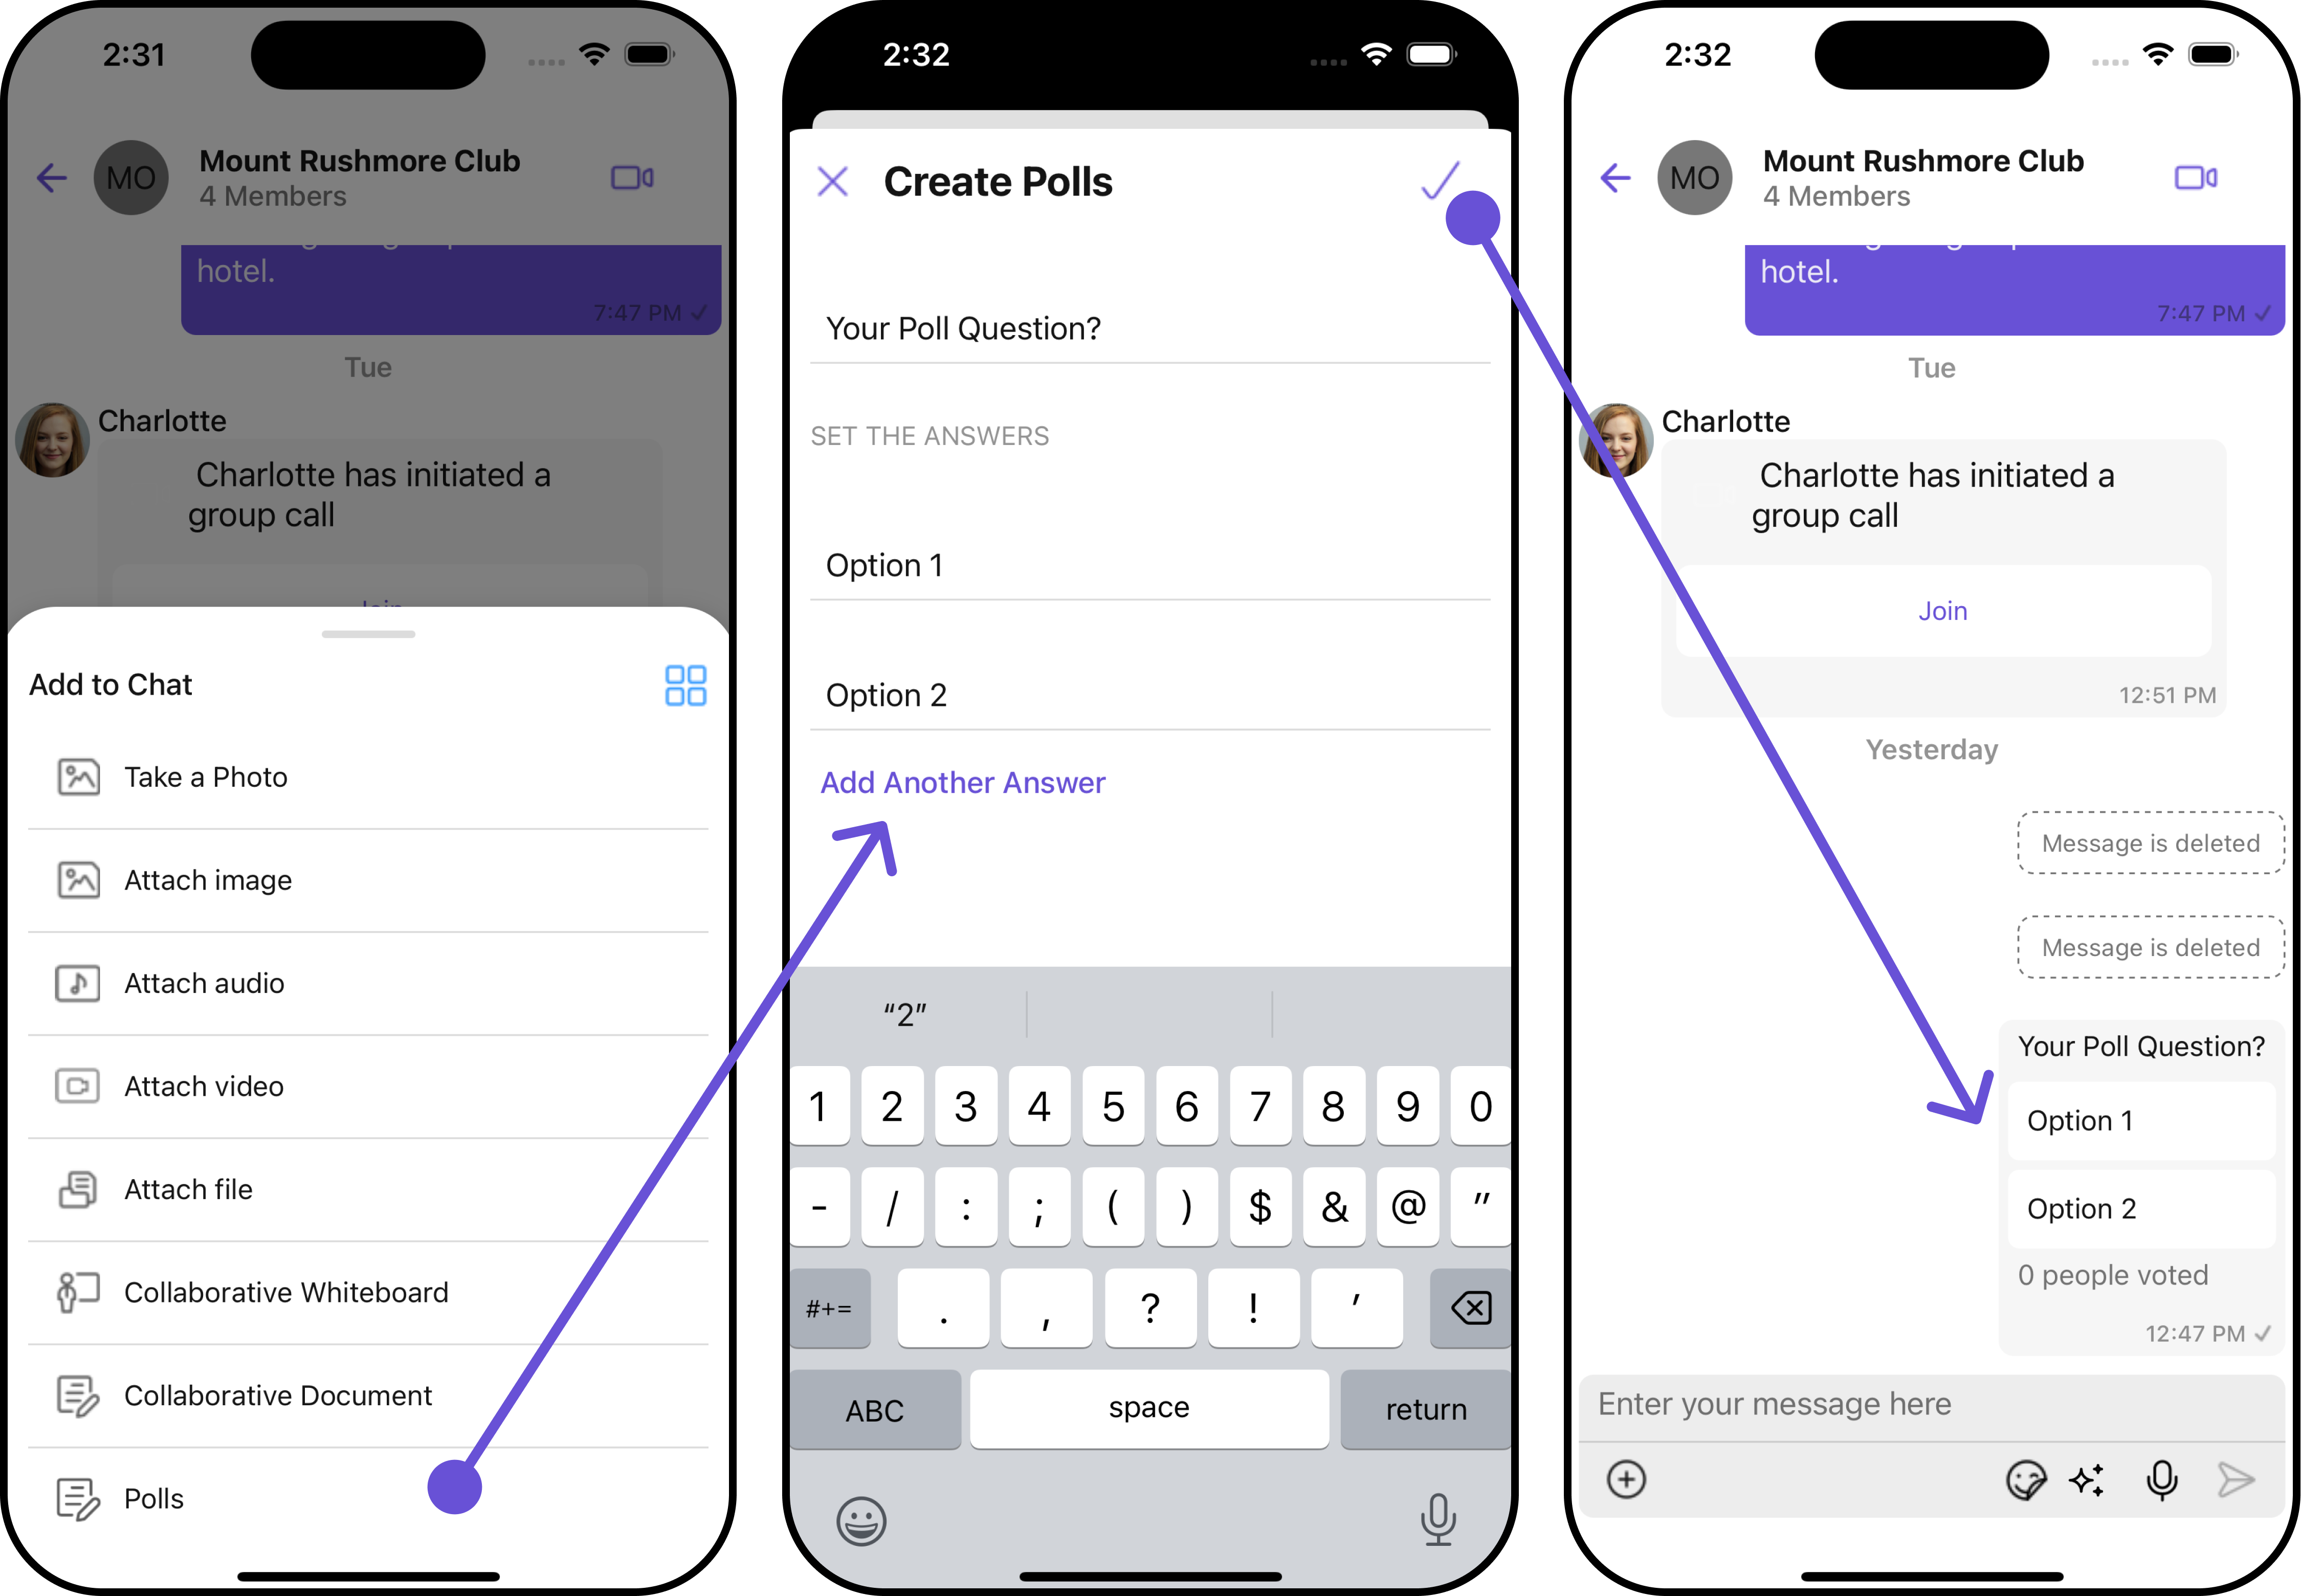 2:31
MO
Mount Rushmore Club
4 Members
hotel.
7:47 PM
Tue
Charlotte
Charlotte has initiated a
group call
Join
Add to Chat
Take a Photo
Attach image
Attach audio
Attach video
Attach file
Collaborative Whiteboard
Collaborative Document
Polls
2:32
Create Polls
Your Poll Question?
SET THE ANSWERS
Option 1
Option 2
Add Another Answer
“2”
1 2 3 4 5 6 7 8 9 0
- / : ; ( ) $ & @ "
#+= . , ? ! ’
ABC space return
2:32
MO
Mount Rushmore Club
4 Members
hotel.
7:47 PM
Tue
Charlotte
Charlotte has initiated a
group call
Join
12:51 PM
Yesterday
Message is deleted
Message is deleted
Your Poll Question?
Option 1
Option 2
0 people voted
12:47 PM
Enter your message here